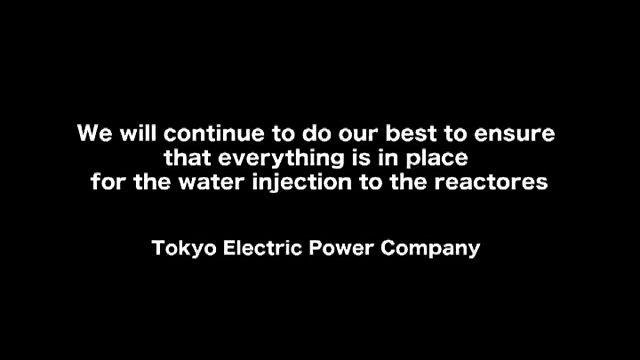 We will continue to do our best to ensure
that everything is in place
for the water injection to the reactores
Tokyo Electric Power Company